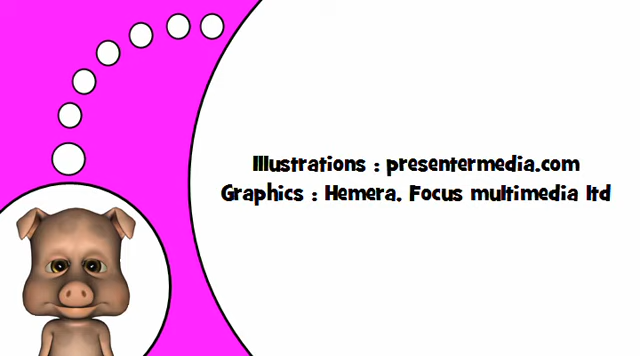 Illustrations : presentermedia.com
Graphics : Hemera. Focus multimedia ltd